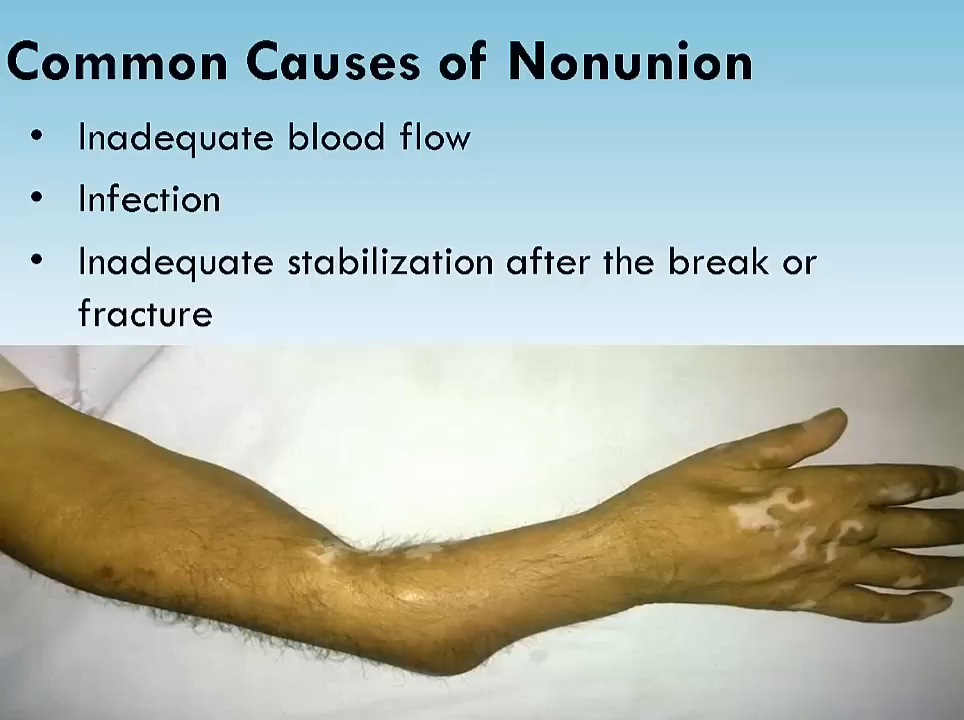 Common Causes of Nonunion
• Inadequate blood flow
• Infection
• Inadequate stabilization after the break or
fracture